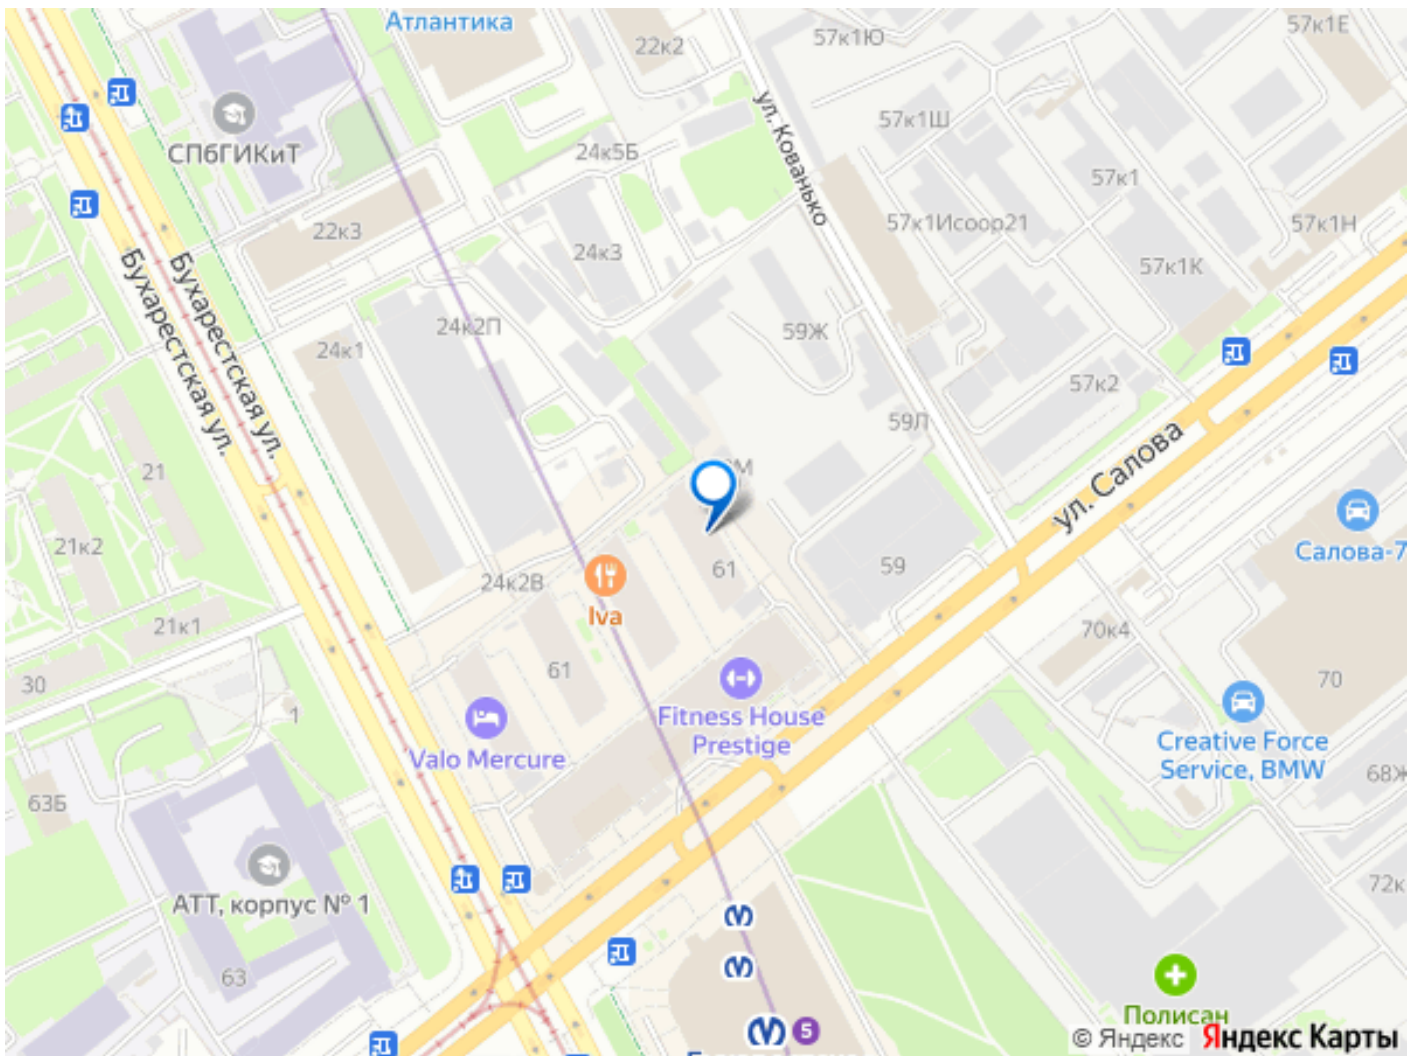 Атлантика
57к1Ю
57к1Е
22к2
ул. Кованько
57к1Ш
СПбГИКиТ
24к5Б
57к1
22к3
57к1Исоор21
57к1Н
24к3
57к1К
Бухарестская ул.
Бухарестская ул.
24к2П
59Ж
24к1
57к2
59Л
ул. Салова
21
21к2
Салова-7
61
59
24к2В
Iva
21к1
70к4
30
61
70
1
Fitness House
Prestige
Valo Mercure
Creative Force
Service, BMW
68Ж
63Б
72к
АТТ, корпус № 1
63
5
Полисан
© Яндекс Яндекс Карты